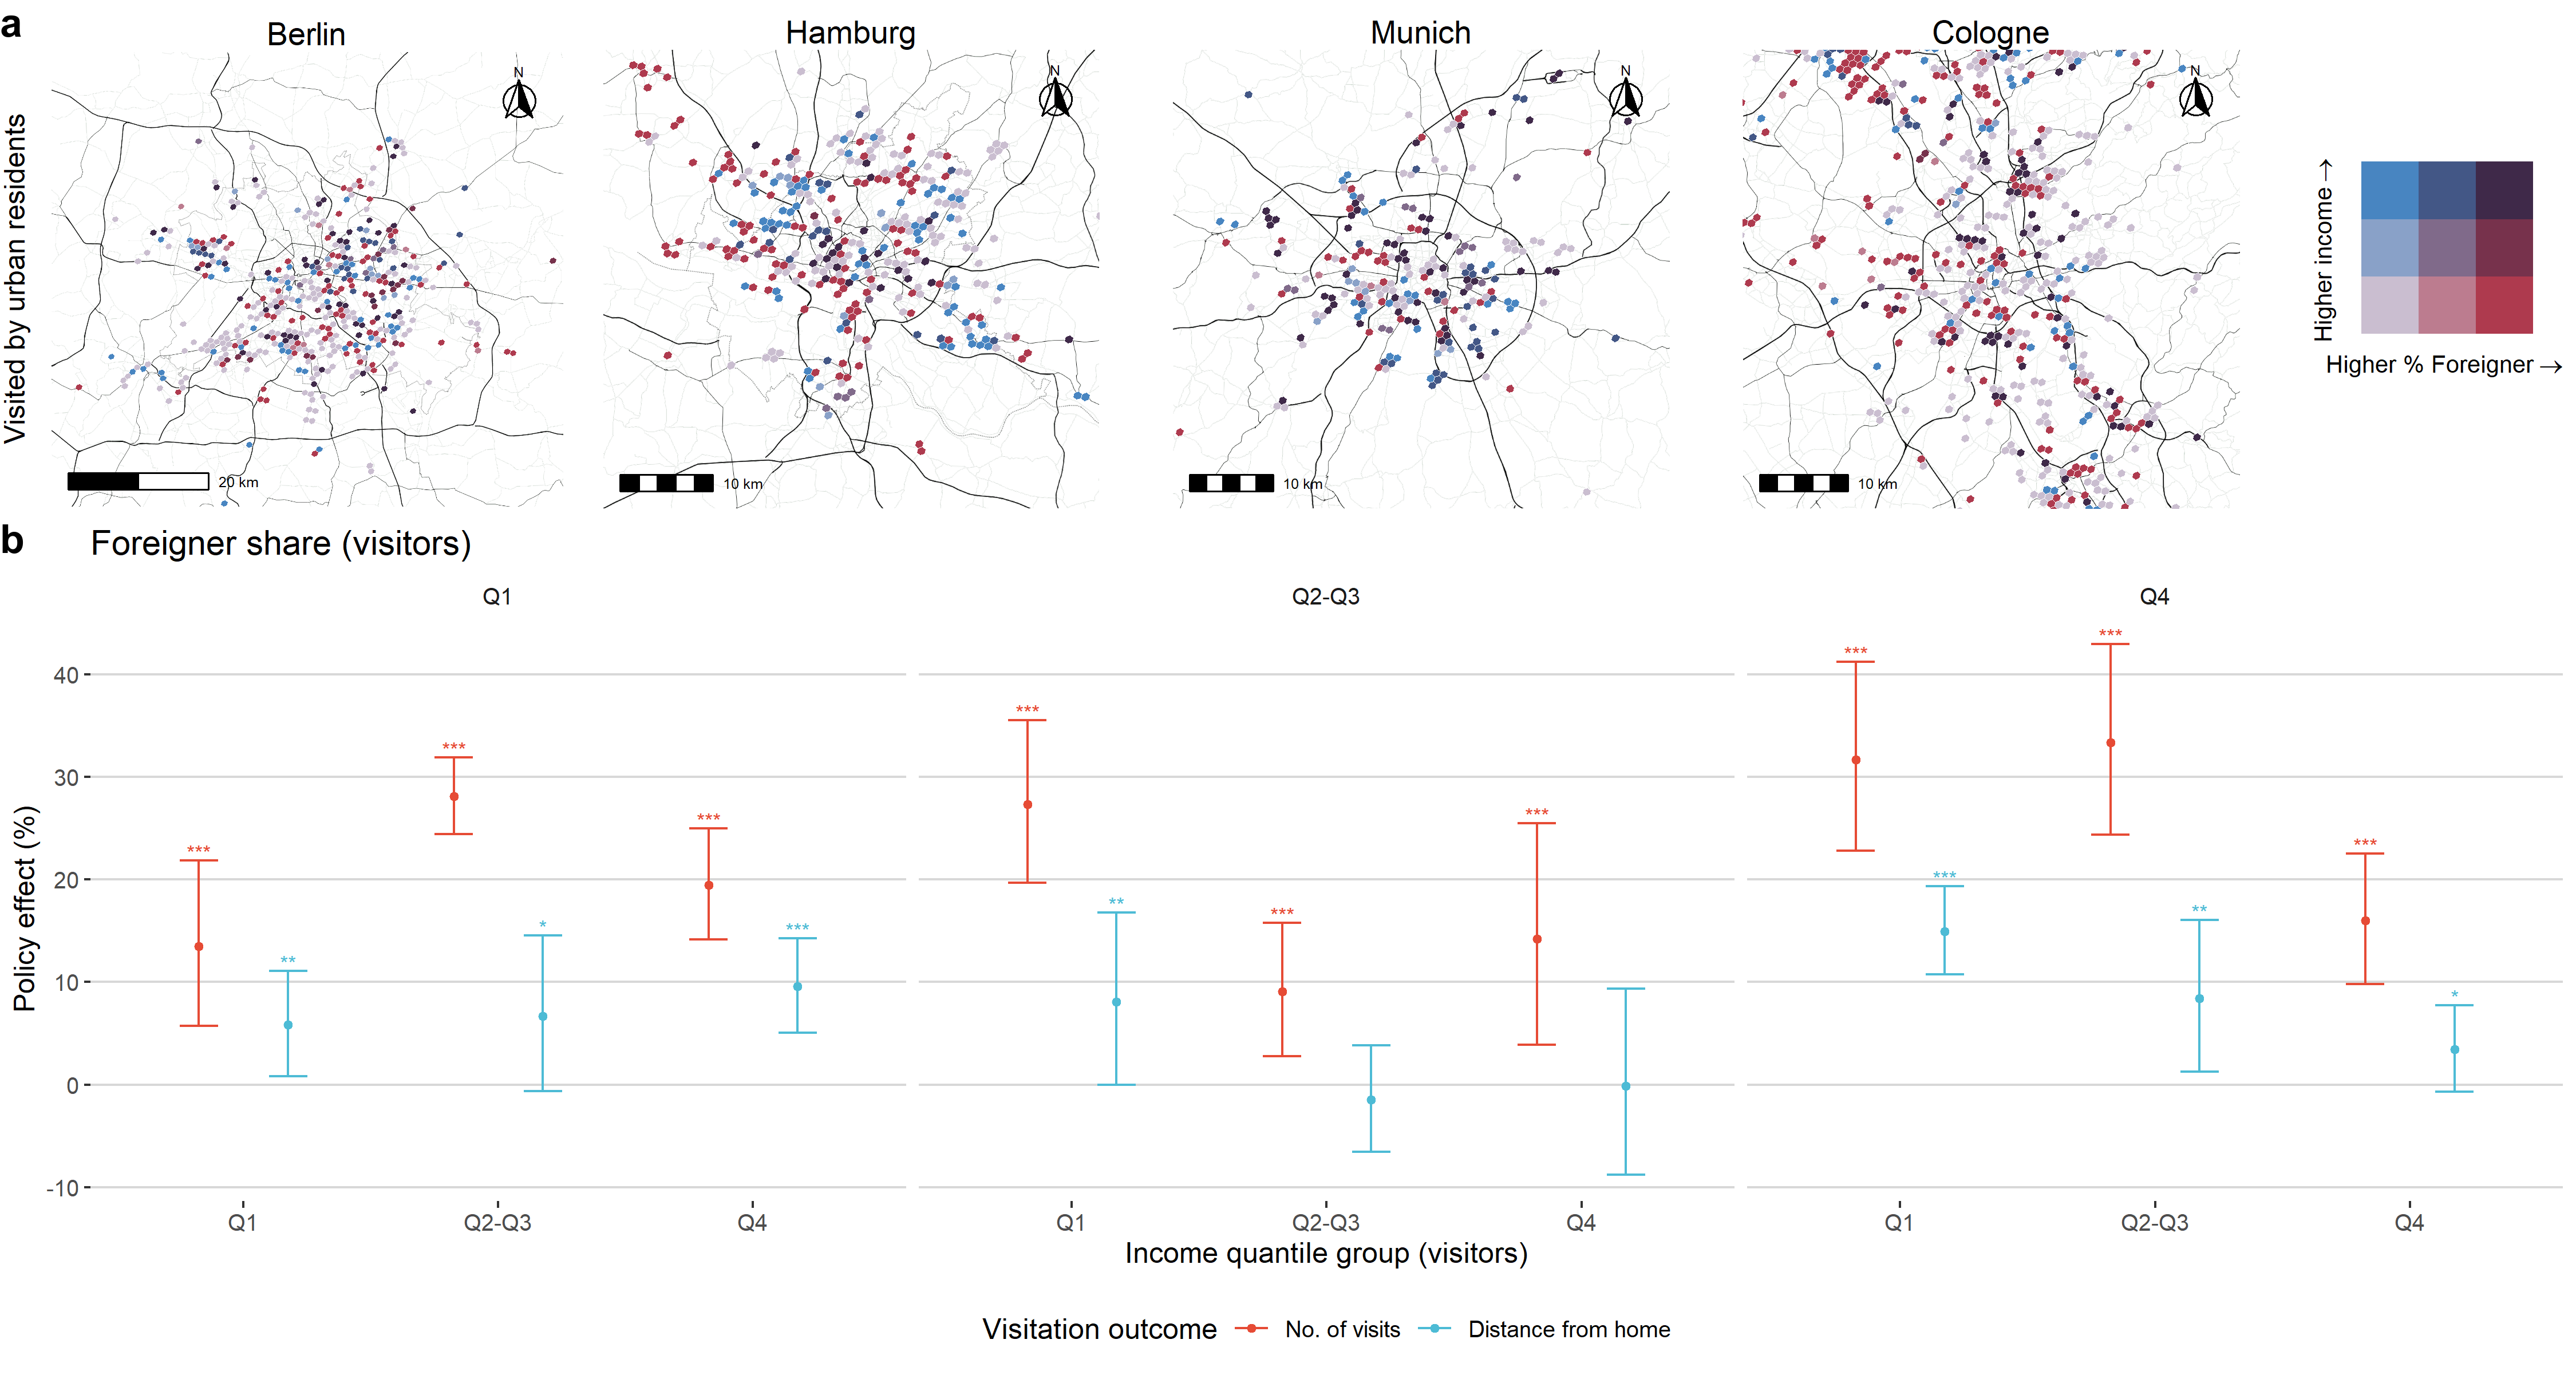 a
Berlin
Hamburg
Munich
Cologne
Visited by urban residents
N
N
N
N
20 km
10 km
10 km
10 km
Higher income →
Higher % Foreigner →
b
Foreigner share (visitors)
Q1
Q2-Q3
Q4
Policy effect (%)
40
30
20
10
0
-10
***
**
***
*
***
***
***
**
***
***
***
***
***
**
***
*
Q1
Q2-Q3
Q4
Q1
Q2-Q3
Q4
Q1
Q2-Q3
Q4
Income quantile group (visitors)
Visitation outcome
No. of visits
Distance from home